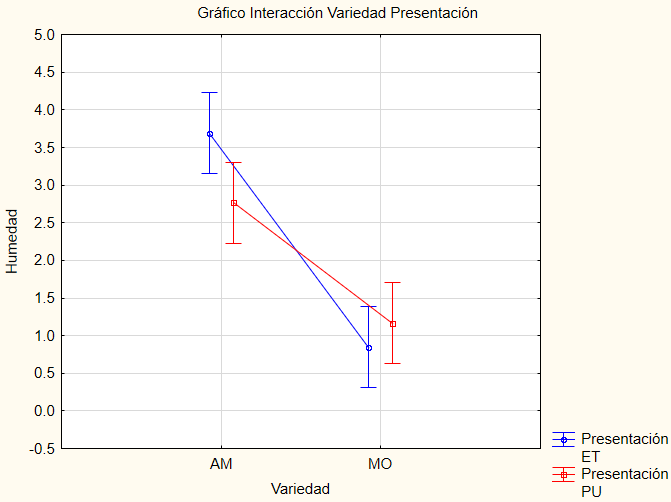 Gráfico Interacción Variedad Presentación
5.0
4.5
4.0
3.5
3.0
2.5
2.0
1.5
1.0
0.5
0.0
-0.5
Humedad
AM
MO
Variedad
Presentación
ET
Presentación
PU